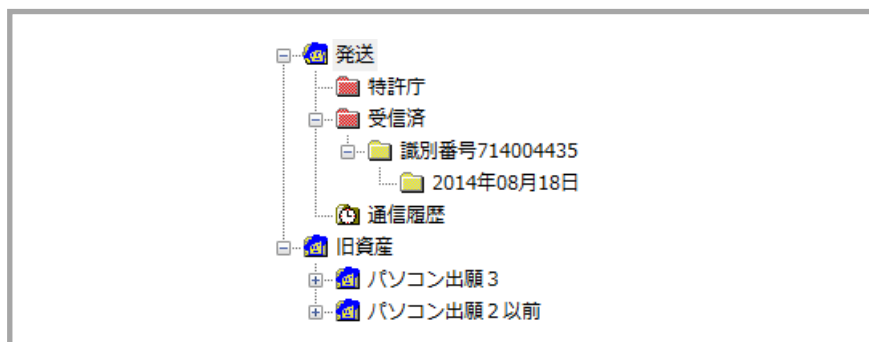 発送
特許庁
受信済
識別番号714004435
2014年08月18日
通信履歴
旧資産
パソコン出願３
パソコン出願２以前